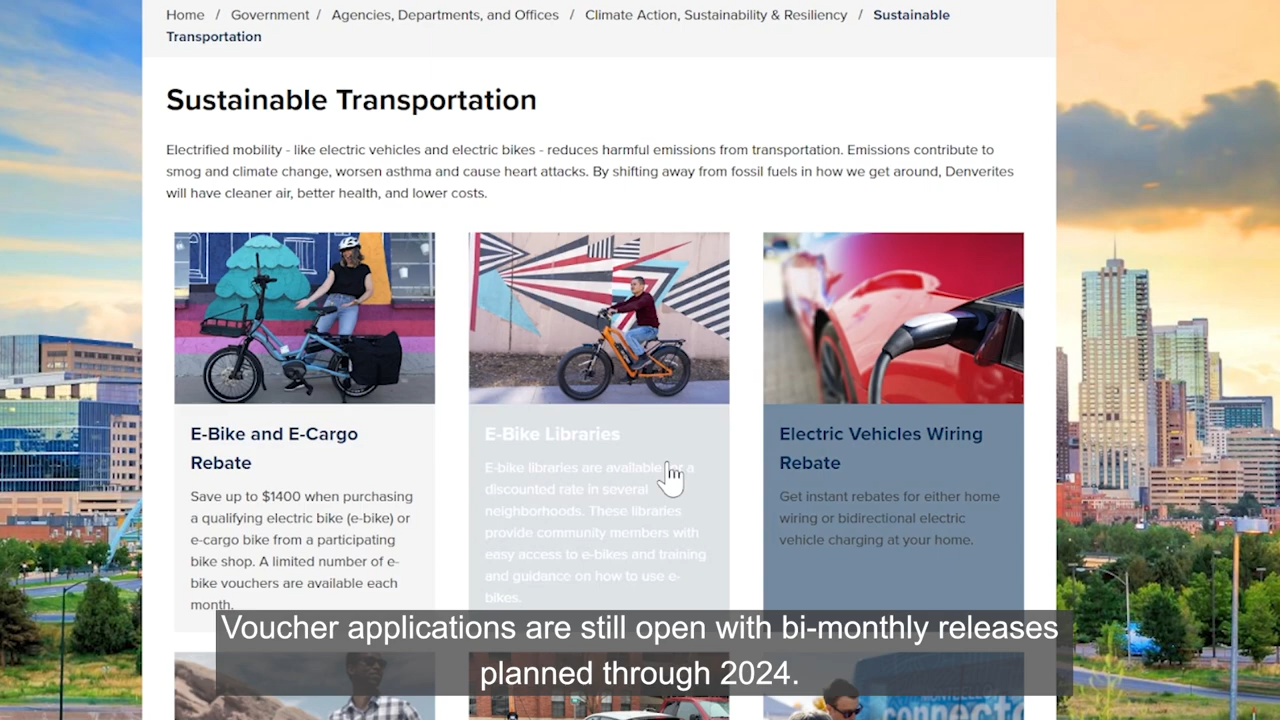 Home / Government / Agencies, Departments, and Offices / Climate Action, Sustainability & Resiliency / Sustainable
Transportation
Sustainable Transportation
Electrified mobility - like electric vehicles and electric bikes - reduces harmful emissions from transportation. Emissions contribute to
smog and climate change, worsen asthma and cause heart attacks. By shifting away from fossil fuels in how we get around, Denverites
will have cleaner air, better health, and lower costs.
E-Bike and E-Cargo
Rebate
Save up to $1400 when purchasing
a qualifying electric bike (e-bike) or
e-cargo bike from a participating
bike shop. A limited number of e-
bike vouchers are available each
month.
E-Bike Libraries
E-bike libraries are available for a
discounted rate in several
neighborhoods. These libraries
provide community members with
easy access to e-bikes and training
and guidance on how to use e-
bikes.
Electric Vehicles Wiring
Rebate
Get instant rebates for either home
wiring or bidirectional electric
vehicle charging at your home.
Voucher applications are still open with bi-monthly releases
planned through 2024.